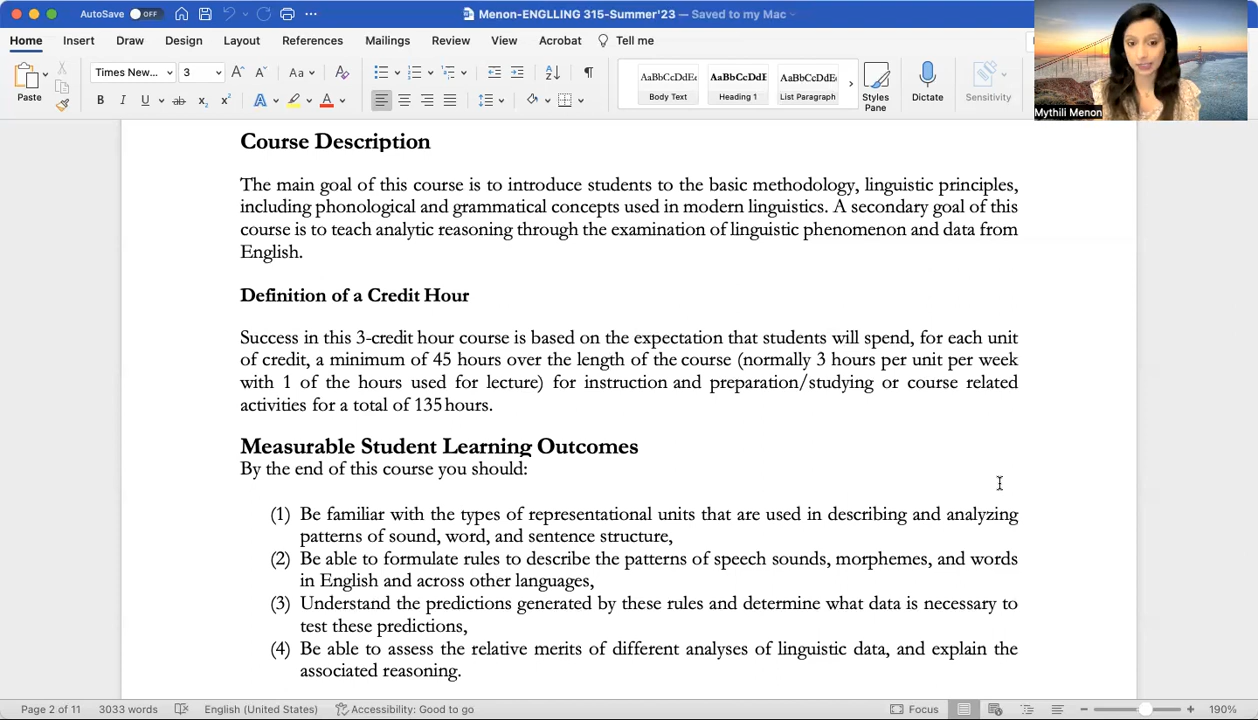 AutoSave OFF
Menon-ENGLLING 315-Summer'23 — Saved to my Mac
Home Insert Draw Design Layout References Mailings Review View Acrobat Tell me
Paste
Times New... 3
Aa
B I U ab x₂ x²
A A
AaBbCcDdEe AaBbCcDdE AaBbCcDdEe
Body Text Heading 1 List Paragraph
Styles Pane
Dictate
Sensitivity
Mythili Menon
Course Description
The main goal of this course is to introduce students to the basic methodology, linguistic principles,
including phonological and grammatical concepts used in modern linguistics. A secondary goal of this
course is to teach analytic reasoning through the examination of linguistic phenomenon and data from
English.
Definition of a Credit Hour
Success in this 3-credit hour course is based on the expectation that students will spend, for each unit
of credit, a minimum of 45 hours over the length of the course (normally 3 hours per unit per week
with 1 of the hours used for lecture) for instruction and preparation/studying or course related
activities for a total of 135 hours.
Measurable Student Learning Outcomes
By the end of this course you should:
(1) Be familiar with the types of representational units that are used in describing and analyzing
patterns of sound, word, and sentence structure,
(2) Be able to formulate rules to describe the patterns of speech sounds, morphemes, and words
in English and across other languages,
(3) Understand the predictions generated by these rules and determine what data is necessary to
test these predictions,
(4) Be able to assess the relative merits of different analyses of linguistic data, and explain the
associated reasoning.
Page 2 of 11 3033 words English (United States) Accessibility: Good to go Focus 190%